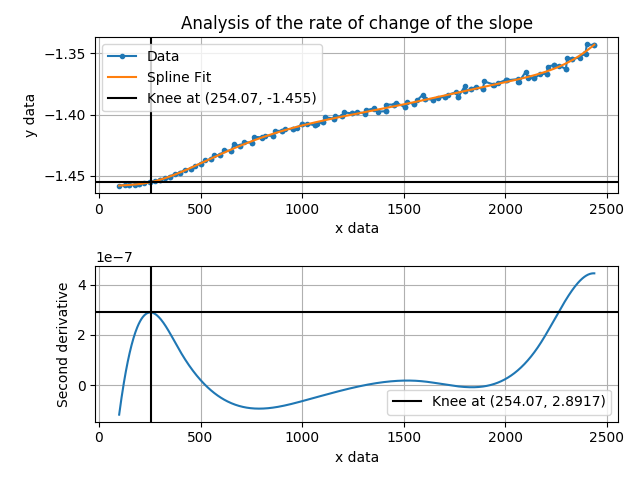 Analysis of the rate of change of the slope
Data
Spline Fit
Knee at (254.07, -1.455)
−1.35
−1.40
−1.45
y data
0
500
1000
1500
2000
2500
x data
1e−7
4
2
0
Second derivative
Knee at (254.07, 2.8917)
0
500
1000
1500
2000
2500
x data